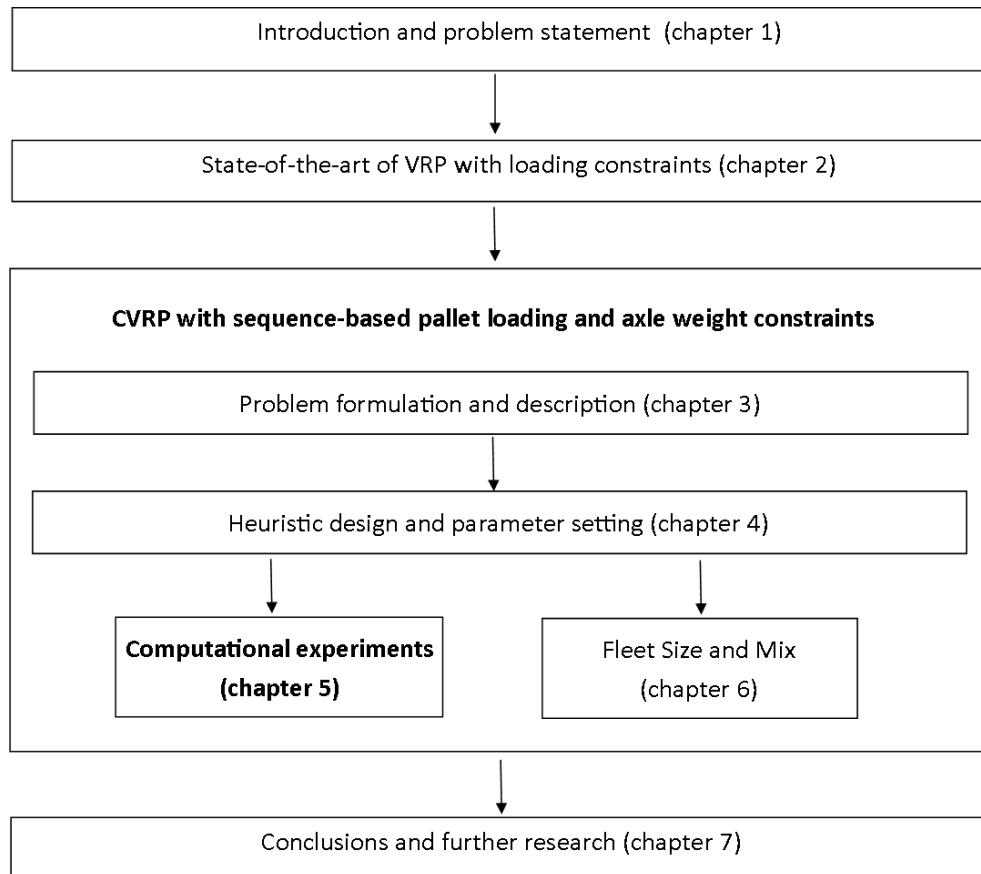 Introduction and problem statement (chapter 1)
State-of-the-art of VRP with loading constraints (chapter 2)
CVRP with sequence-based pallet loading and axle weight constraints
Problem formulation and description (chapter 3)
Heuristic design and parameter setting (chapter 4)
Computational experiments
(chapter 5)
Fleet Size and Mix
(chapter 6)
Conclusions and further research (chapter 7)